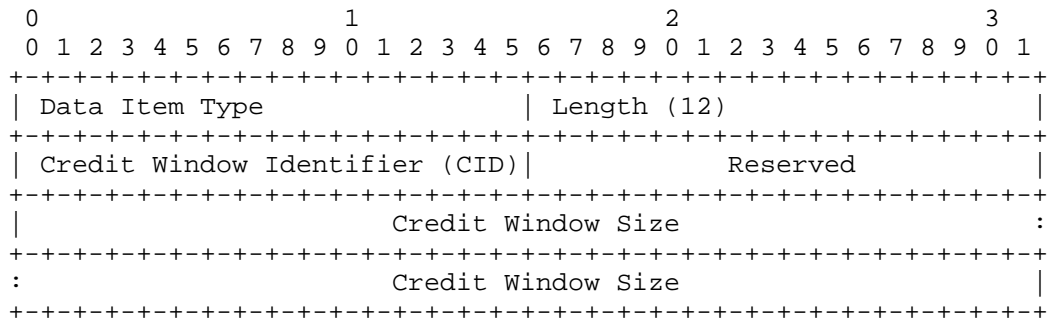 0                   1                   2                   3
 0 1 2 3 4 5 6 7 8 9 0 1 2 3 4 5 6 7 8 9 0 1 2 3 4 5 6 7 8 9 0 1
+-+-+-+-+-+-+-+-+-+-+-+-+-+-+-+-+-+-+-+-+-+-+-+-+-+-+-+-+-+-+-+-+
| Data Item Type                | Length (12)                   |
+-+-+-+-+-+-+-+-+-+-+-+-+-+-+-+-+-+-+-+-+-+-+-+-+-+-+-+-+-+-+-+-+
| Credit Window Identifier (CID)|            Reserved           |
+-+-+-+-+-+-+-+-+-+-+-+-+-+-+-+-+-+-+-+-+-+-+-+-+-+-+-+-+-+-+-+-+
|                       Credit Window Size                      :
+-+-+-+-+-+-+-+-+-+-+-+-+-+-+-+-+-+-+-+-+-+-+-+-+-+-+-+-+-+-+-+-+
:                       Credit Window Size                      |
+-+-+-+-+-+-+-+-+-+-+-+-+-+-+-+-+-+-+-+-+-+-+-+-+-+-+-+-+-+-+-+-+